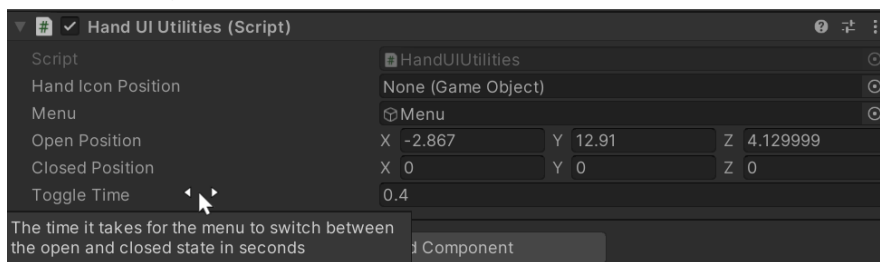 # Hand UI Utilities (Script)
Script #HandUIUtilities
Hand Icon Position None (Game Object)
Menu Menu
Open Position X -2.867 Y 12.91 Z 4.129999
Closed Position X 0 Y 0 Z 0
Toggle Time 0.4
The time it takes for the menu to switch between
the open and closed state in seconds
d Component